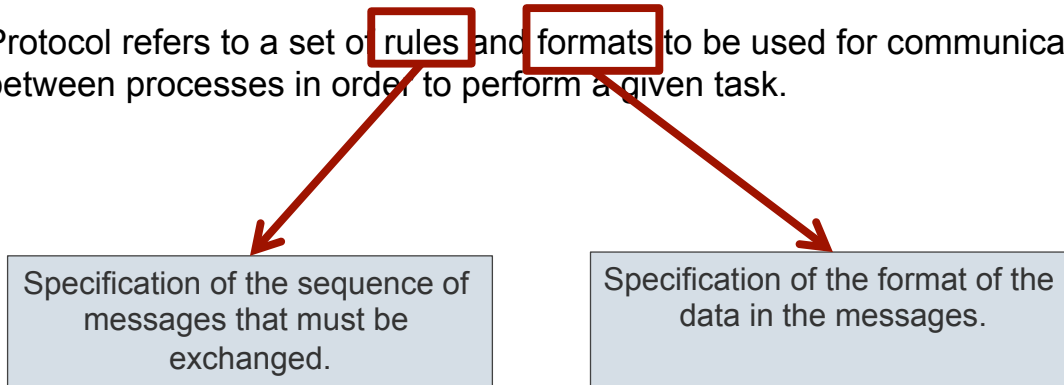 Protocol refers to a set of rules and formats to be used for communica
between processes in order to perform a given task.
Specification of the sequence of
messages that must be
exchanged.
Specification of the format of the
data in the messages.